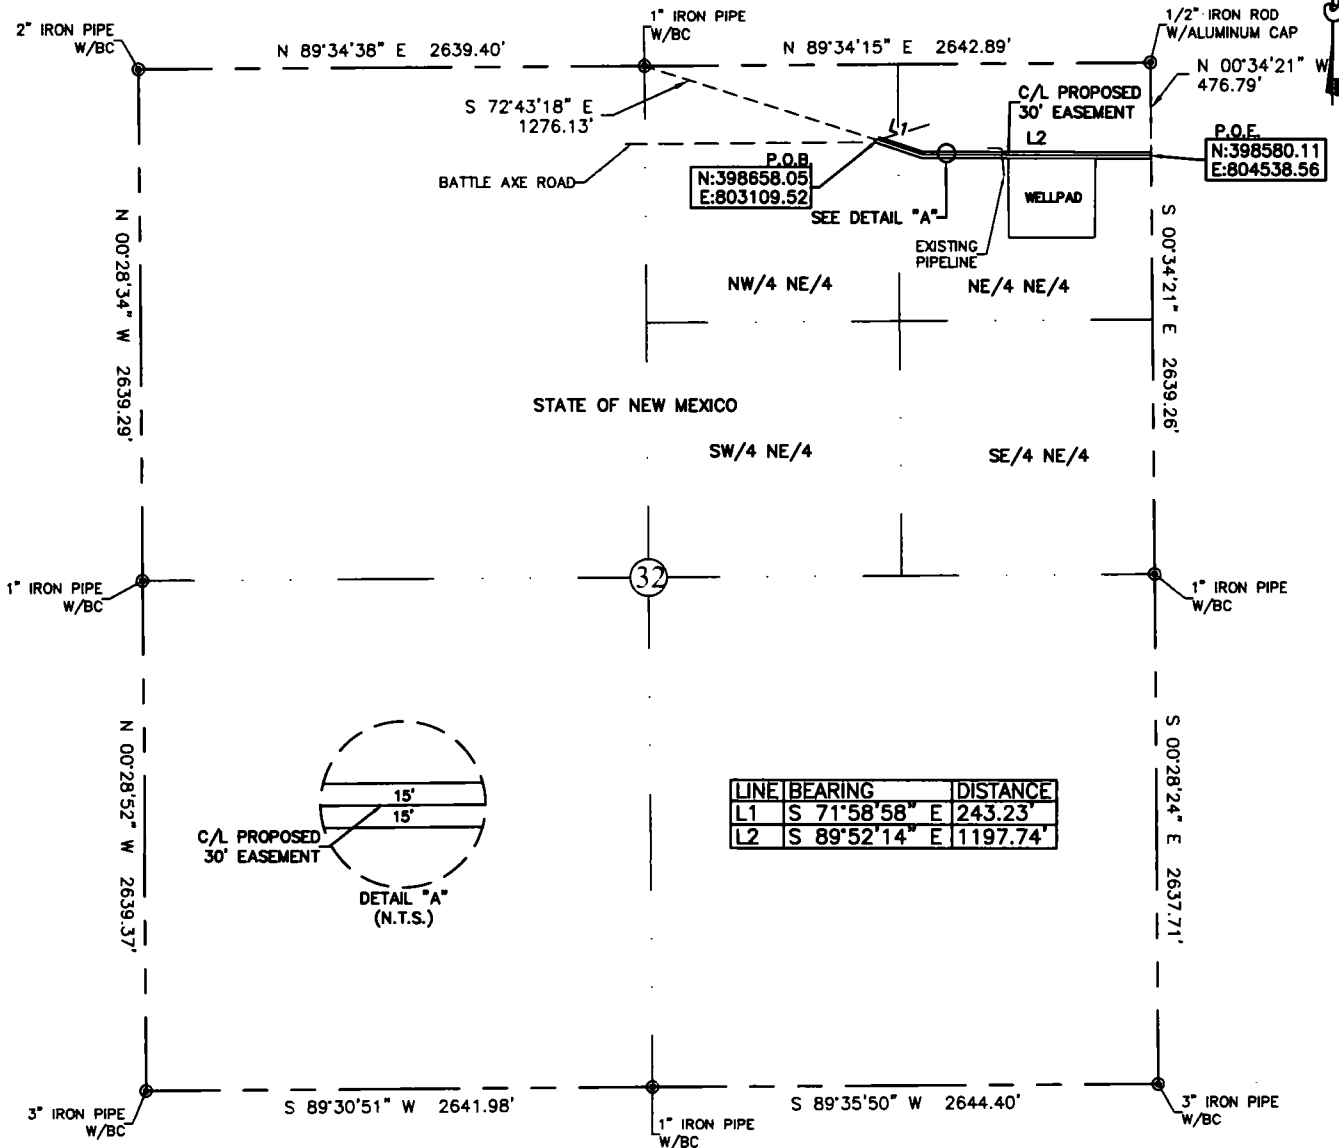 2" IRON PIPE
W/BC
N 89°34'38" E 2639.40'
1" IRON PIPE
W/BC
N 89°34'15" E 2642.89'
1/2" IRON ROD
W/ALUMINUM CAP
N 00°34'21" W
476.79'
S 72°43'18" E
1276.13'
C/L PROPOSED
30' EASEMENT
L1
L2
BATTLE AXE ROAD
P.O.B.
N:398658.05
E:803109.52
P.O.E.
N:398580.11
E:804538.56
SEE DETAIL "A"
WELLPAD
EXISTING
PIPELINE
N 00°28'34" W 2639.29'
NW/4 NE/4
NE/4 NE/4
S 00°34'21" E 2639.26'
STATE OF NEW MEXICO
SW/4 NE/4
SE/4 NE/4
1" IRON PIPE
W/BC
32
1" IRON PIPE
W/BC
N 00°28'52" W 2639.37'
15'
15'
C/L PROPOSED
30' EASEMENT
DETAIL "A"
(N.T.S.)
LINE BEARING DISTANCE
L1 S 71°58'58" E 243.23'
L2 S 89°52'14" E 1197.74'
S 00°28'24" E 2637.71'
3" IRON PIPE
W/BC
S 89°30'51" W 2641.98'
1" IRON PIPE
W/BC
S 89°35'50" W 2644.40'
3" IRON PIPE
W/BC